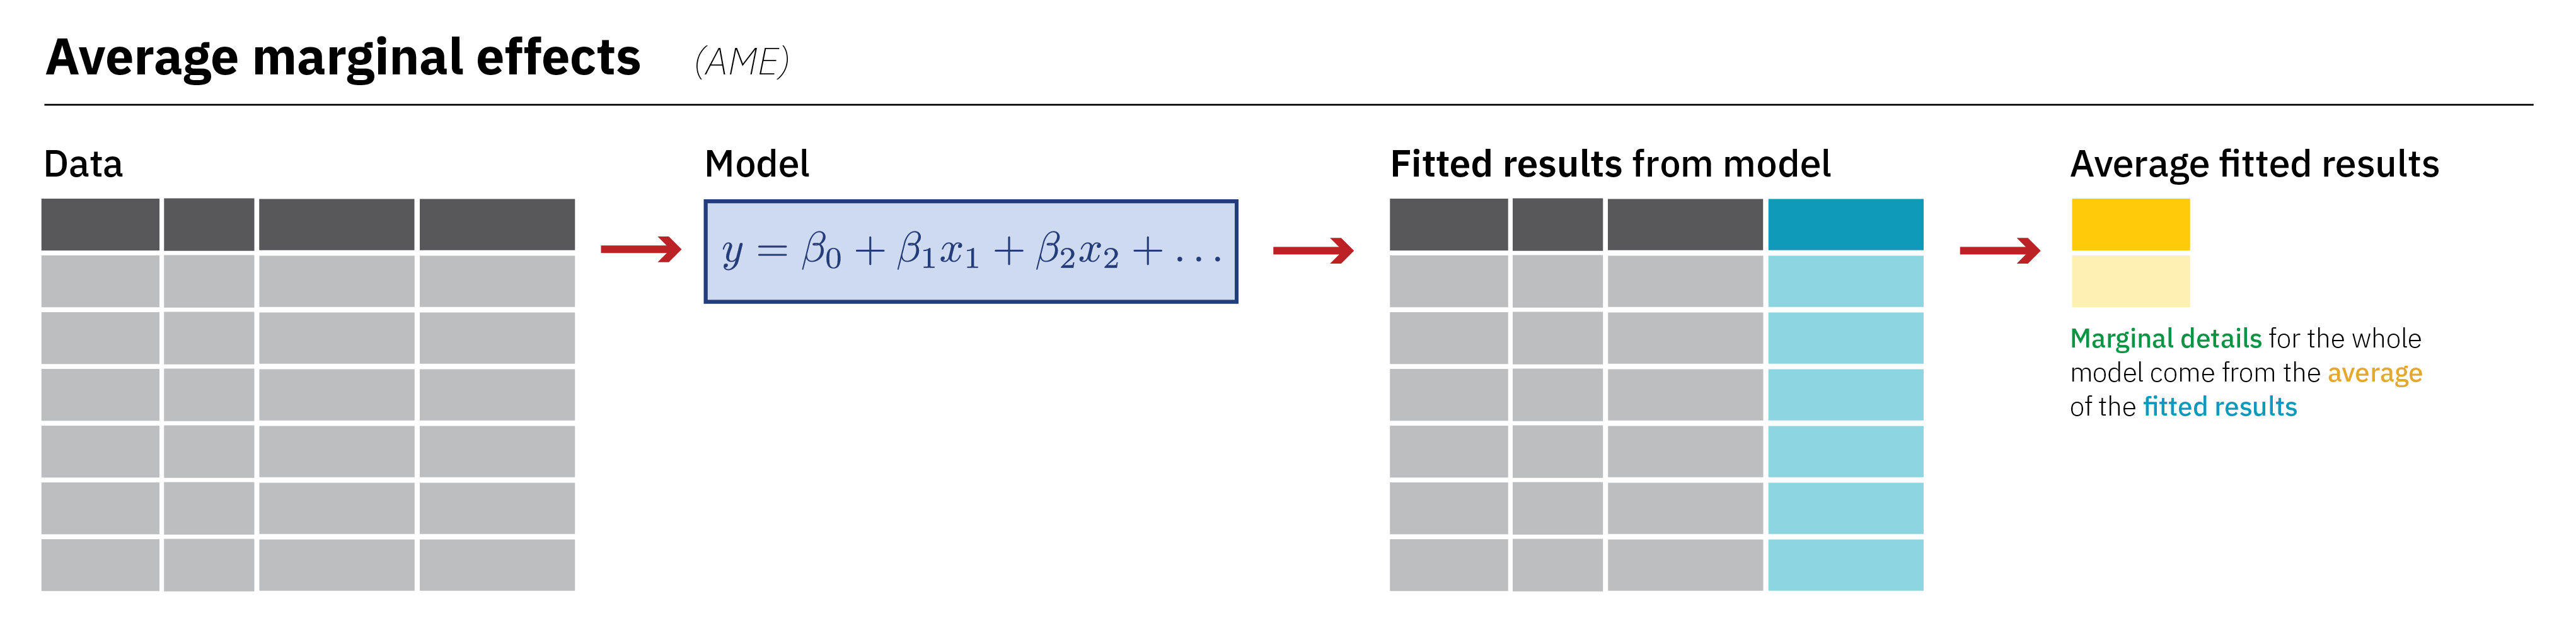 Average marginal effects (AME)
Data
Model
y = β₀ + β₁x₁ + β₂x₂ + …
Fitted results from model
Average fitted results
Marginal details for the whole
model come from the average
of the fitted results